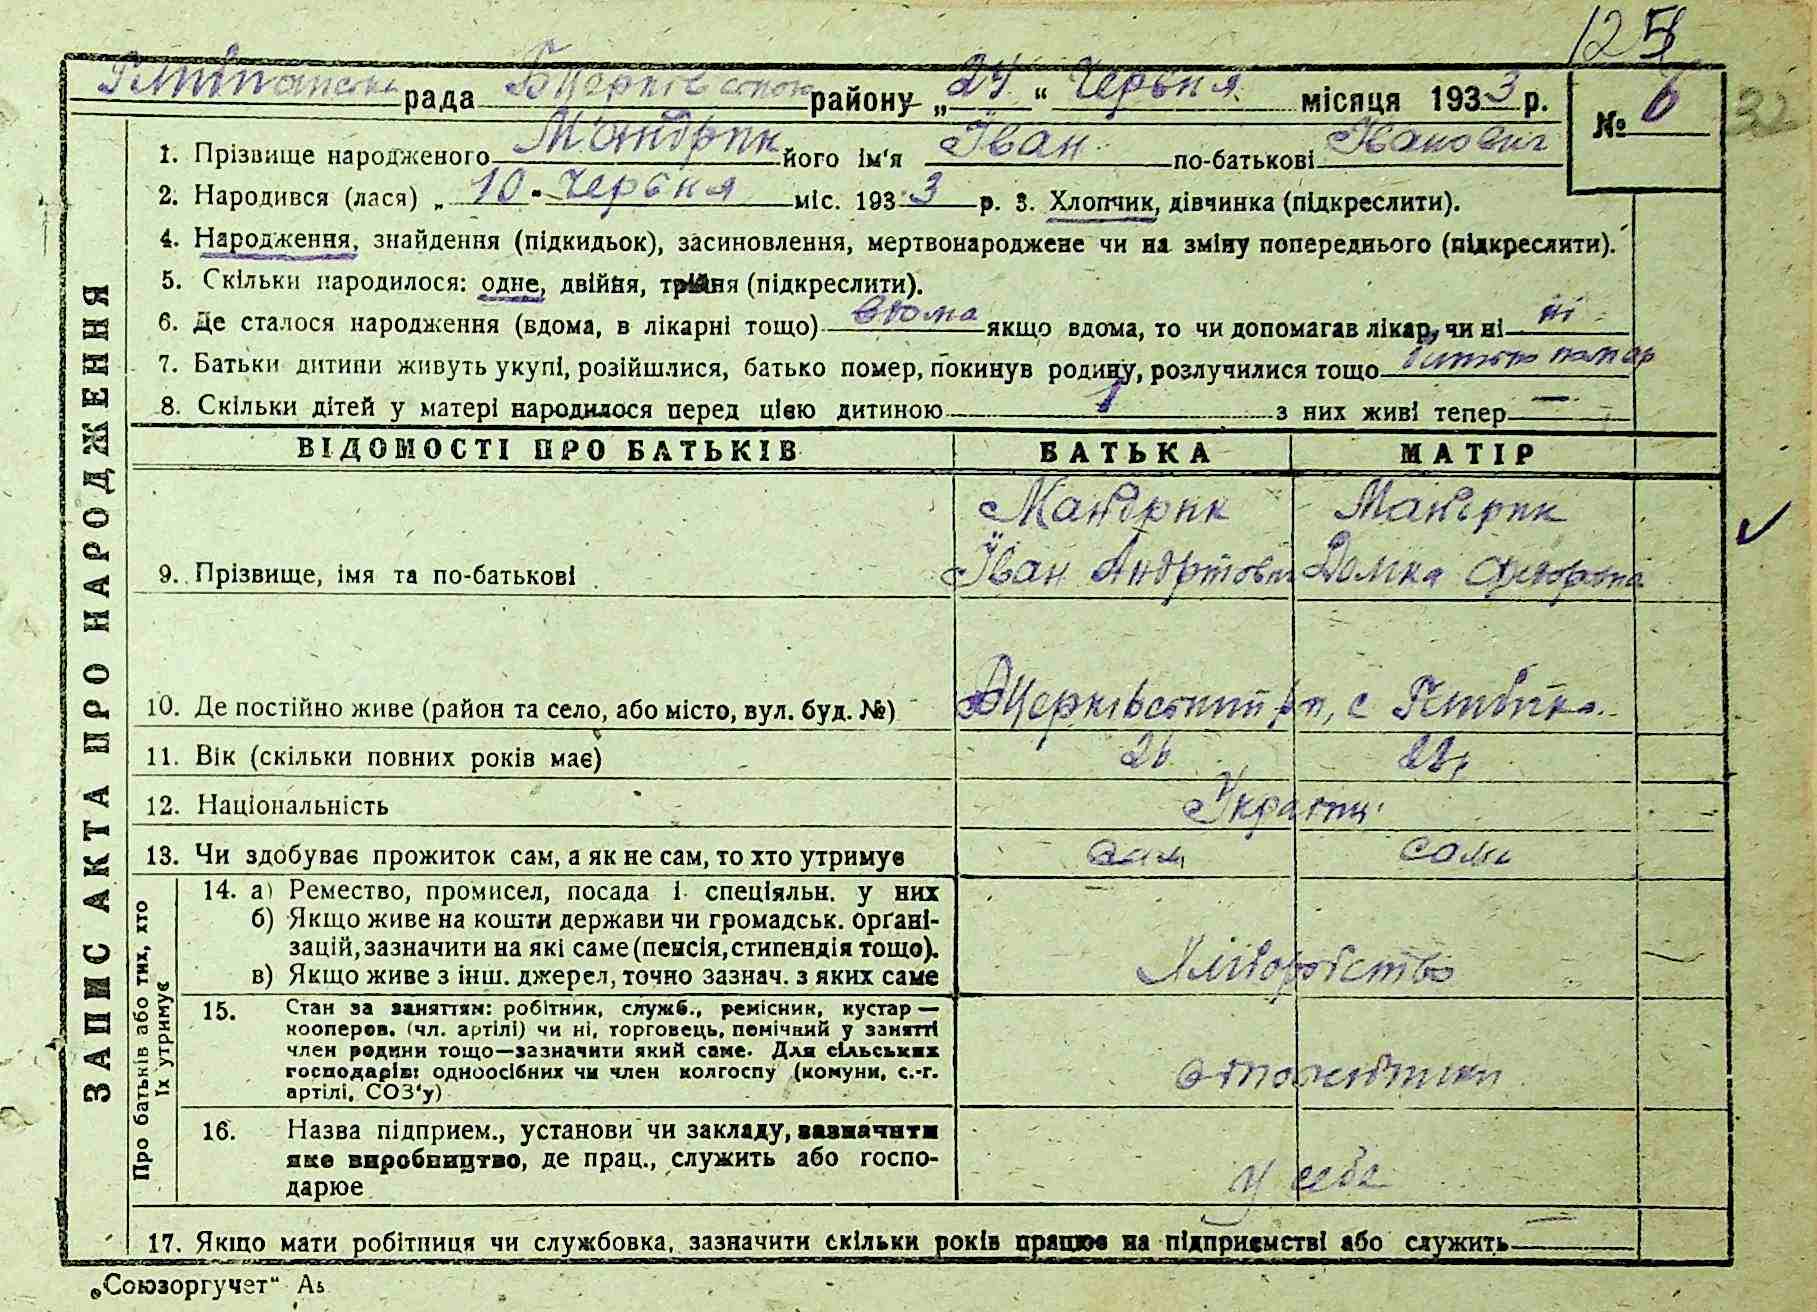 125
рада Б Церківського району „24“ Червня місяця 1933 р.
№ 6 32
1. Прізвище народженого Мандрик його ім'я Іван по-батькові Іванович
2. Народився (лася) „10" Червня міс. 1933 р. 3. Хлопчик, дівчинка (підкреслити).
4. Народження, знайдення (підкидьок), засиновлення, мертвонароджене чи на зміну попереднього (підкреслити).
5. Скільки народилося: одне, двійня, трійня (підкреслити).
6. Де сталося народження (вдома, в лікарні тощо) вдома якщо вдома, то чи допомагав лікар, чи ні ні
7. Батьки дитини живуть укупі, розійшлися, батько помер, покинув родину, розлучилися тощо батько помер
8. Скільки дітей у матері народилося перед цією дитиною 1 з них живі тепер —
ВІДОМОСТІ ПРО БАТЬКІВ БАТЬКА МАТІР
Мандрик Мандрик
9. Прізвище, імя та по-батькові Іван Домка
10. Де постійно живе (район та село, або місто, вул. буд. №) БЦерківський р-н, с
11. Вік (скільки повних років має) 26 22р
12. Національність Українці
13. Чи здобуває прожиток сам, а як не сам, то хто утримує сам сама
14. а) Ремество, промисел, посада і спеціяльн. у них
б) Якщо живе на кошти держави чи громадськ. орґані-
зацій, зазначити на які саме (пенсія, стипендія тощо).
в) Якщо живе з інш. джерел, точно зазнач. з яких саме Хліборобство
15. Стан за заняттям: робітник, служб., ремісник, кустар —
кооперов. (чл. артілі) чи ні, торговець, помічний у занятті
член родини тощо—зазначити який саме. Для сільських
господарів: одноосібних чи член колгоспу (комуни, с.-г.
артілі, СОЗ'у)
16. Назва підприєм., установи чи закладу, зазначити
яке виробництво, де прац., служить або госпо-
дарює у себе
17. Якщо мати робітниця чи службовка, зазначити скільки років працює на підприємстві або служить —
ЗАПИС АКТА ПРО НАРОДЖЕННЯ
Про батьків або тих, хто
їх утримує
„Союзоргучет“